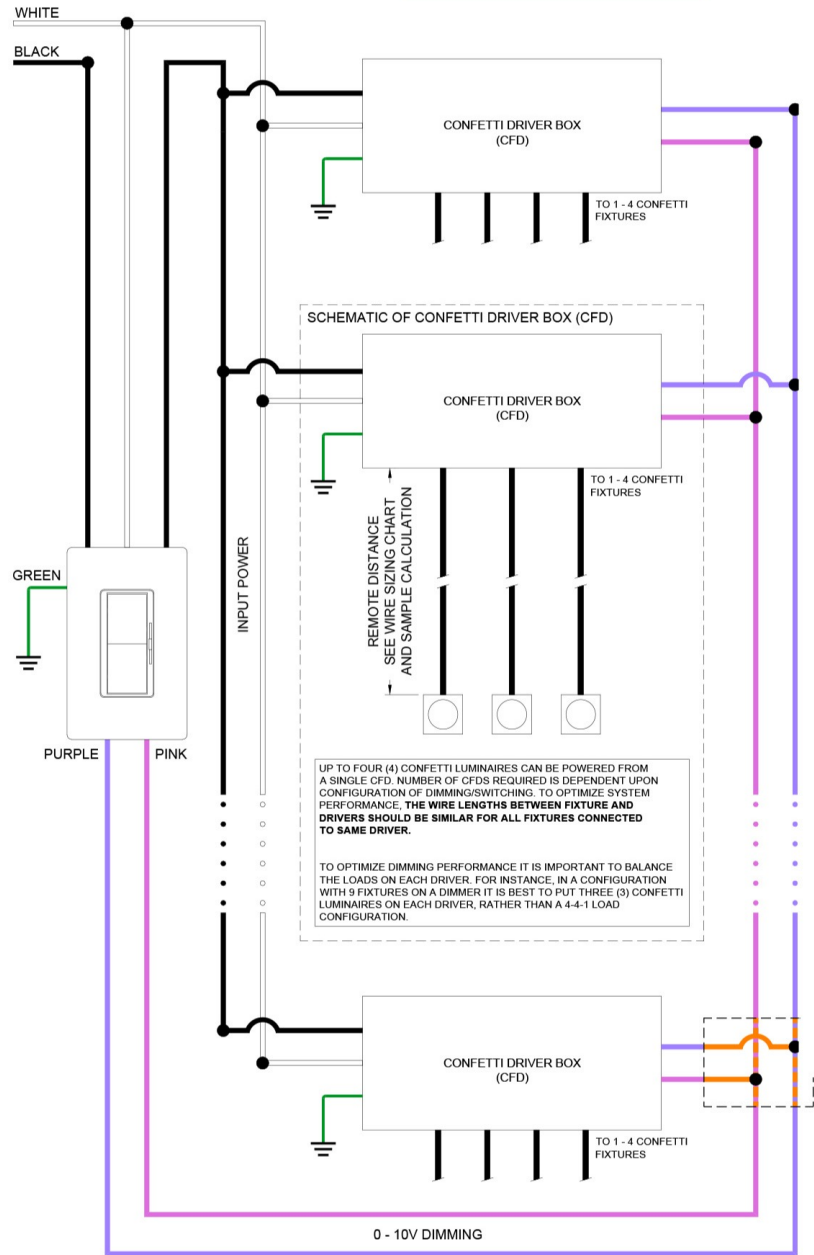 WHITE
BLACK
CONFETTI DRIVER BOX
(CFD)
TO 1 - 4 CONFETTI
FIXTURES
SCHEMATIC OF CONFETTI DRIVER BOX (CFD)
CONFETTI DRIVER BOX
(CFD)
TO 1 - 4 CONFETTI
FIXTURES
REMOTE DISTANCE
SEE WIRE SIZING CHART
AND SAMPLE CALCULATION
INPUT POWER
GREEN
PURPLE
PINK
UP TO FOUR (4) CONFETTI LUMINAIRES CAN BE POWERED FROM
A SINGLE CFD. NUMBER OF CFDS REQUIRED IS DEPENDENT UPON
CONFIGURATION OF DIMMING/SWITCHING. TO OPTIMIZE SYSTEM
PERFORMANCE, THE WIRE LENGTHS BETWEEN FIXTURE AND
DRIVERS SHOULD BE SIMILAR FOR ALL FIXTURES CONNECTED
TO SAME DRIVER.
TO OPTIMIZE DIMMING PERFORMANCE IT IS IMPORTANT TO BALANCE
THE LOADS ON EACH DRIVER. FOR INSTANCE, IN A CONFIGURATION
WITH 9 FIXTURES ON A DIMMER IT IS BEST TO PUT THREE (3) CONFETTI
LUMINAIRES ON EACH DRIVER, RATHER THAN A 4-4-1 LOAD
CONFIGURATION.
CONFETTI DRIVER BOX
(CFD)
TO 1 - 4 CONFETTI
FIXTURES
0 - 10V DIMMING